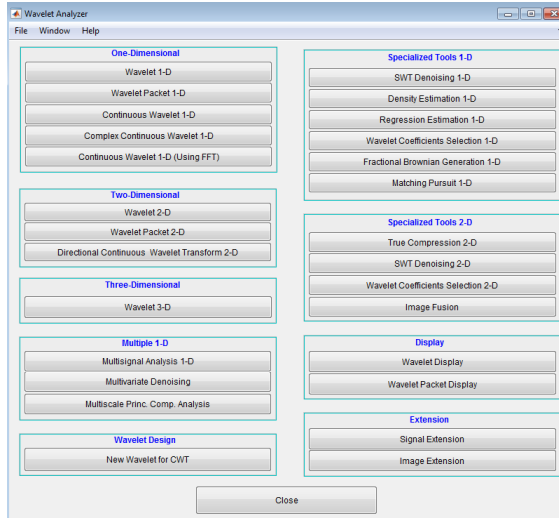 Wavelet Analyzer
File Window Help
One-Dimensional
Wavelet 1-D
Wavelet Packet 1-D
Continuous Wavelet 1-D
Complex Continuous Wavelet 1-D
Continuous Wavelet 1-D (Using FFT)
Two-Dimensional
Wavelet 2-D
Wavelet Packet 2-D
Directional Continuous Wavelet Transform 2-D
Three-Dimensional
Wavelet 3-D
Multiple 1-D
Multisignal Analysis 1-D
Multivariate Denoising
Multiscale Princ. Comp. Analysis
Wavelet Design
New Wavelet for CWT
Specialized Tools 1-D
SWT Denoising 1-D
Density Estimation 1-D
Regression Estimation 1-D
Wavelet Coefficients Selection 1-D
Fractional Brownian Generation 1-D
Matching Pursuit 1-D
Specialized Tools 2-D
True Compression 2-D
SWT Denoising 2-D
Wavelet Coefficients Selection 2-D
Image Fusion
Display
Wavelet Display
Wavelet Packet Display
Extension
Signal Extension
Image Extension
Close